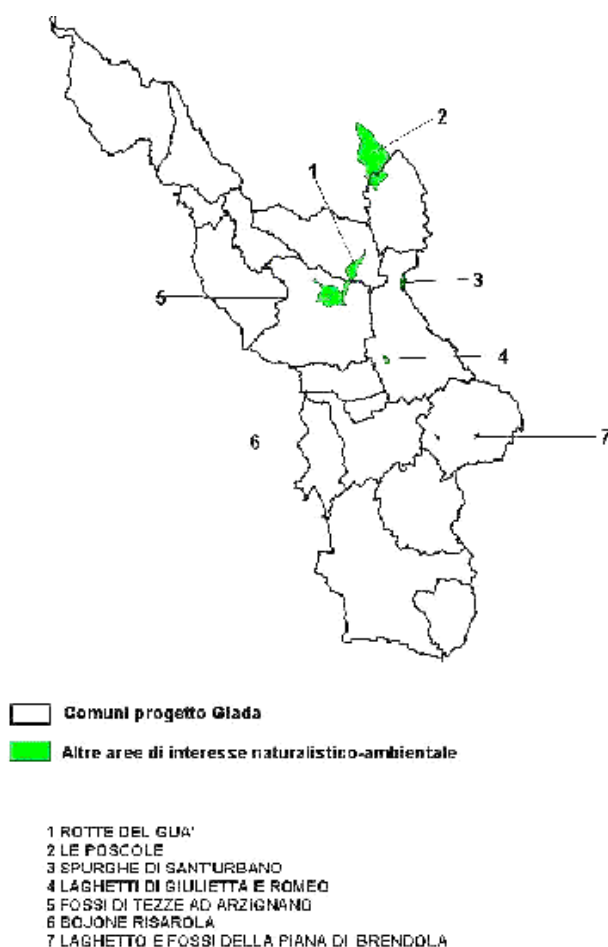 2
1
3
5
4
6
7
Comuni progetto Giada
Altre aree di interesse naturalistico-ambientale
1 ROTTE DEL GUA'
2 LE POSCOLE
3 SPURGHE DI SANT'URBANO
4 LAGHETTI DI GIULIETTA E ROMEO
5 FOSSI DI TEZZE AD ARZIGNANO
6 BOJONE RISAROLA
7 LAGHETTO E FOSSI DELLA PIANA DI BRENDOLA